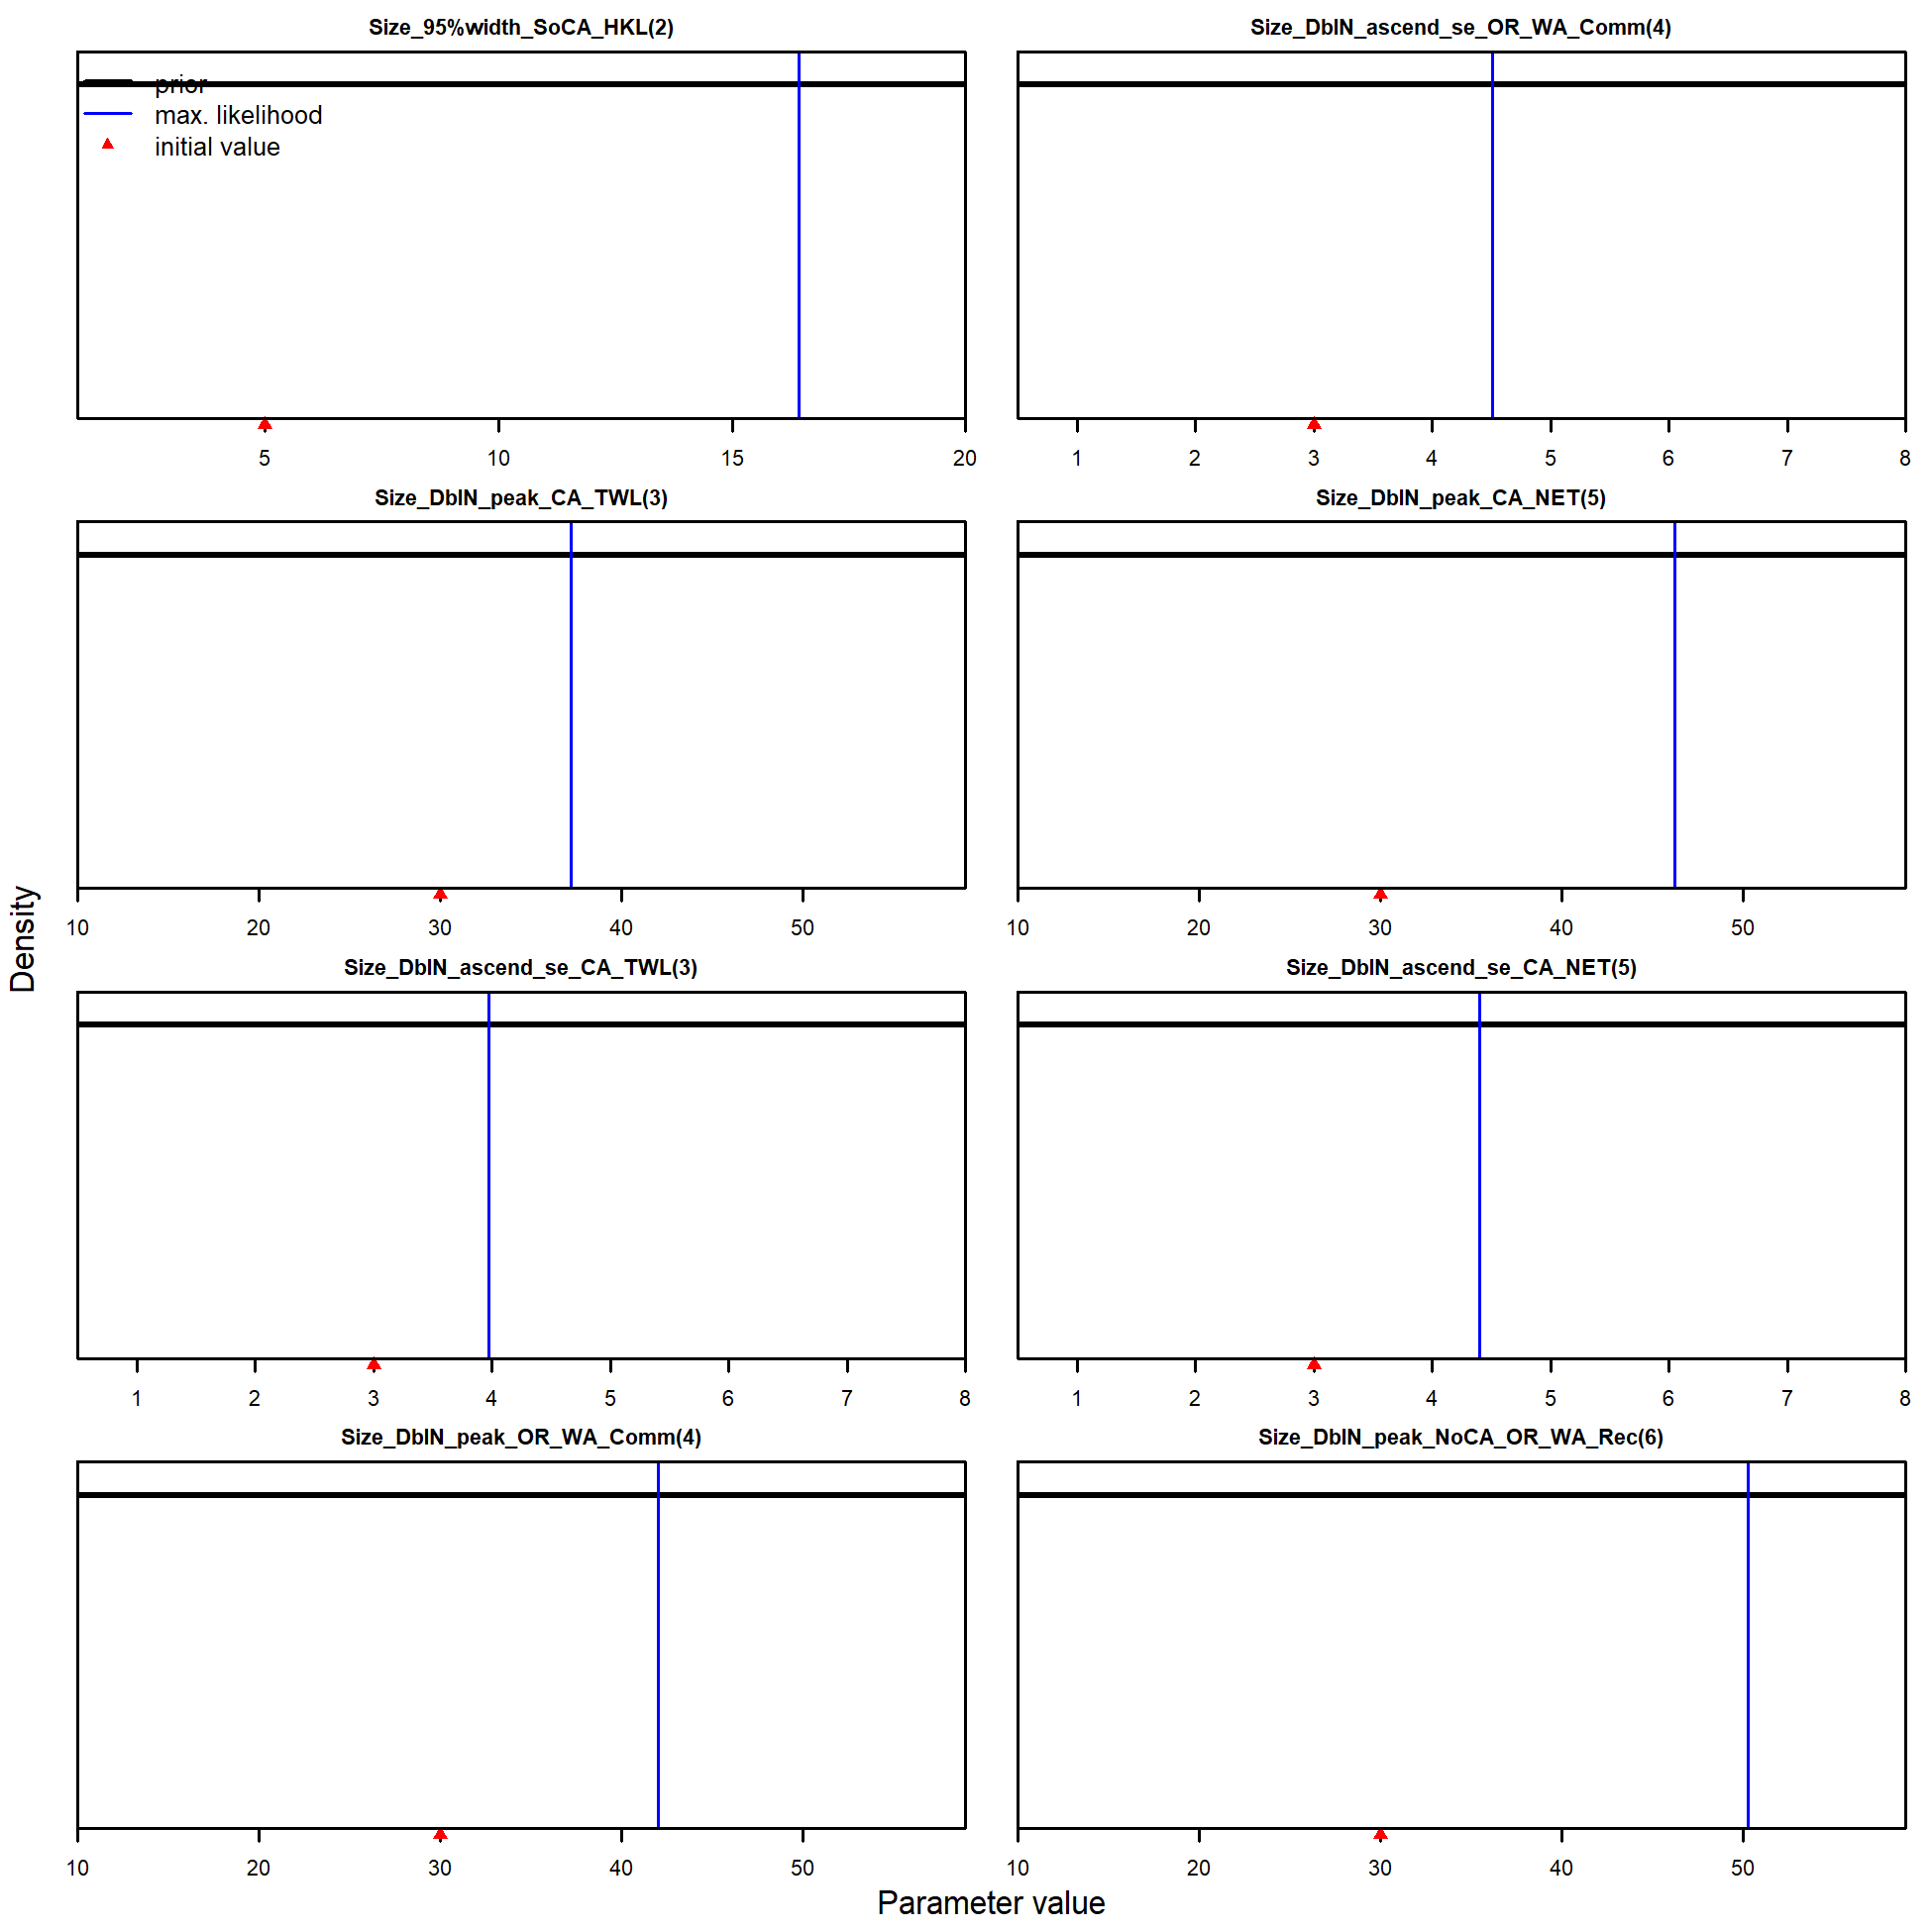 Size_95%width_SoCA_HKL(2)
prior
max. likelihood
initial value
5 10 15 20
Size_DblN_ascend_se_OR_WA_Comm(4)
1 2 3 4 5 6 7 8
Size_DblN_peak_CA_TWL(3)
10 20 30 40 50
Size_DblN_peak_CA_NET(5)
10 20 30 40 50
Density
Size_DblN_ascend_se_CA_TWL(3)
1 2 3 4 5 6 7 8
Size_DblN_ascend_se_CA_NET(5)
1 2 3 4 5 6 7 8
Size_DblN_peak_OR_WA_Comm(4)
10 20 30 40 50
Size_DblN_peak_NoCA_OR_WA_Rec(6)
10 20 30 40 50
Parameter value